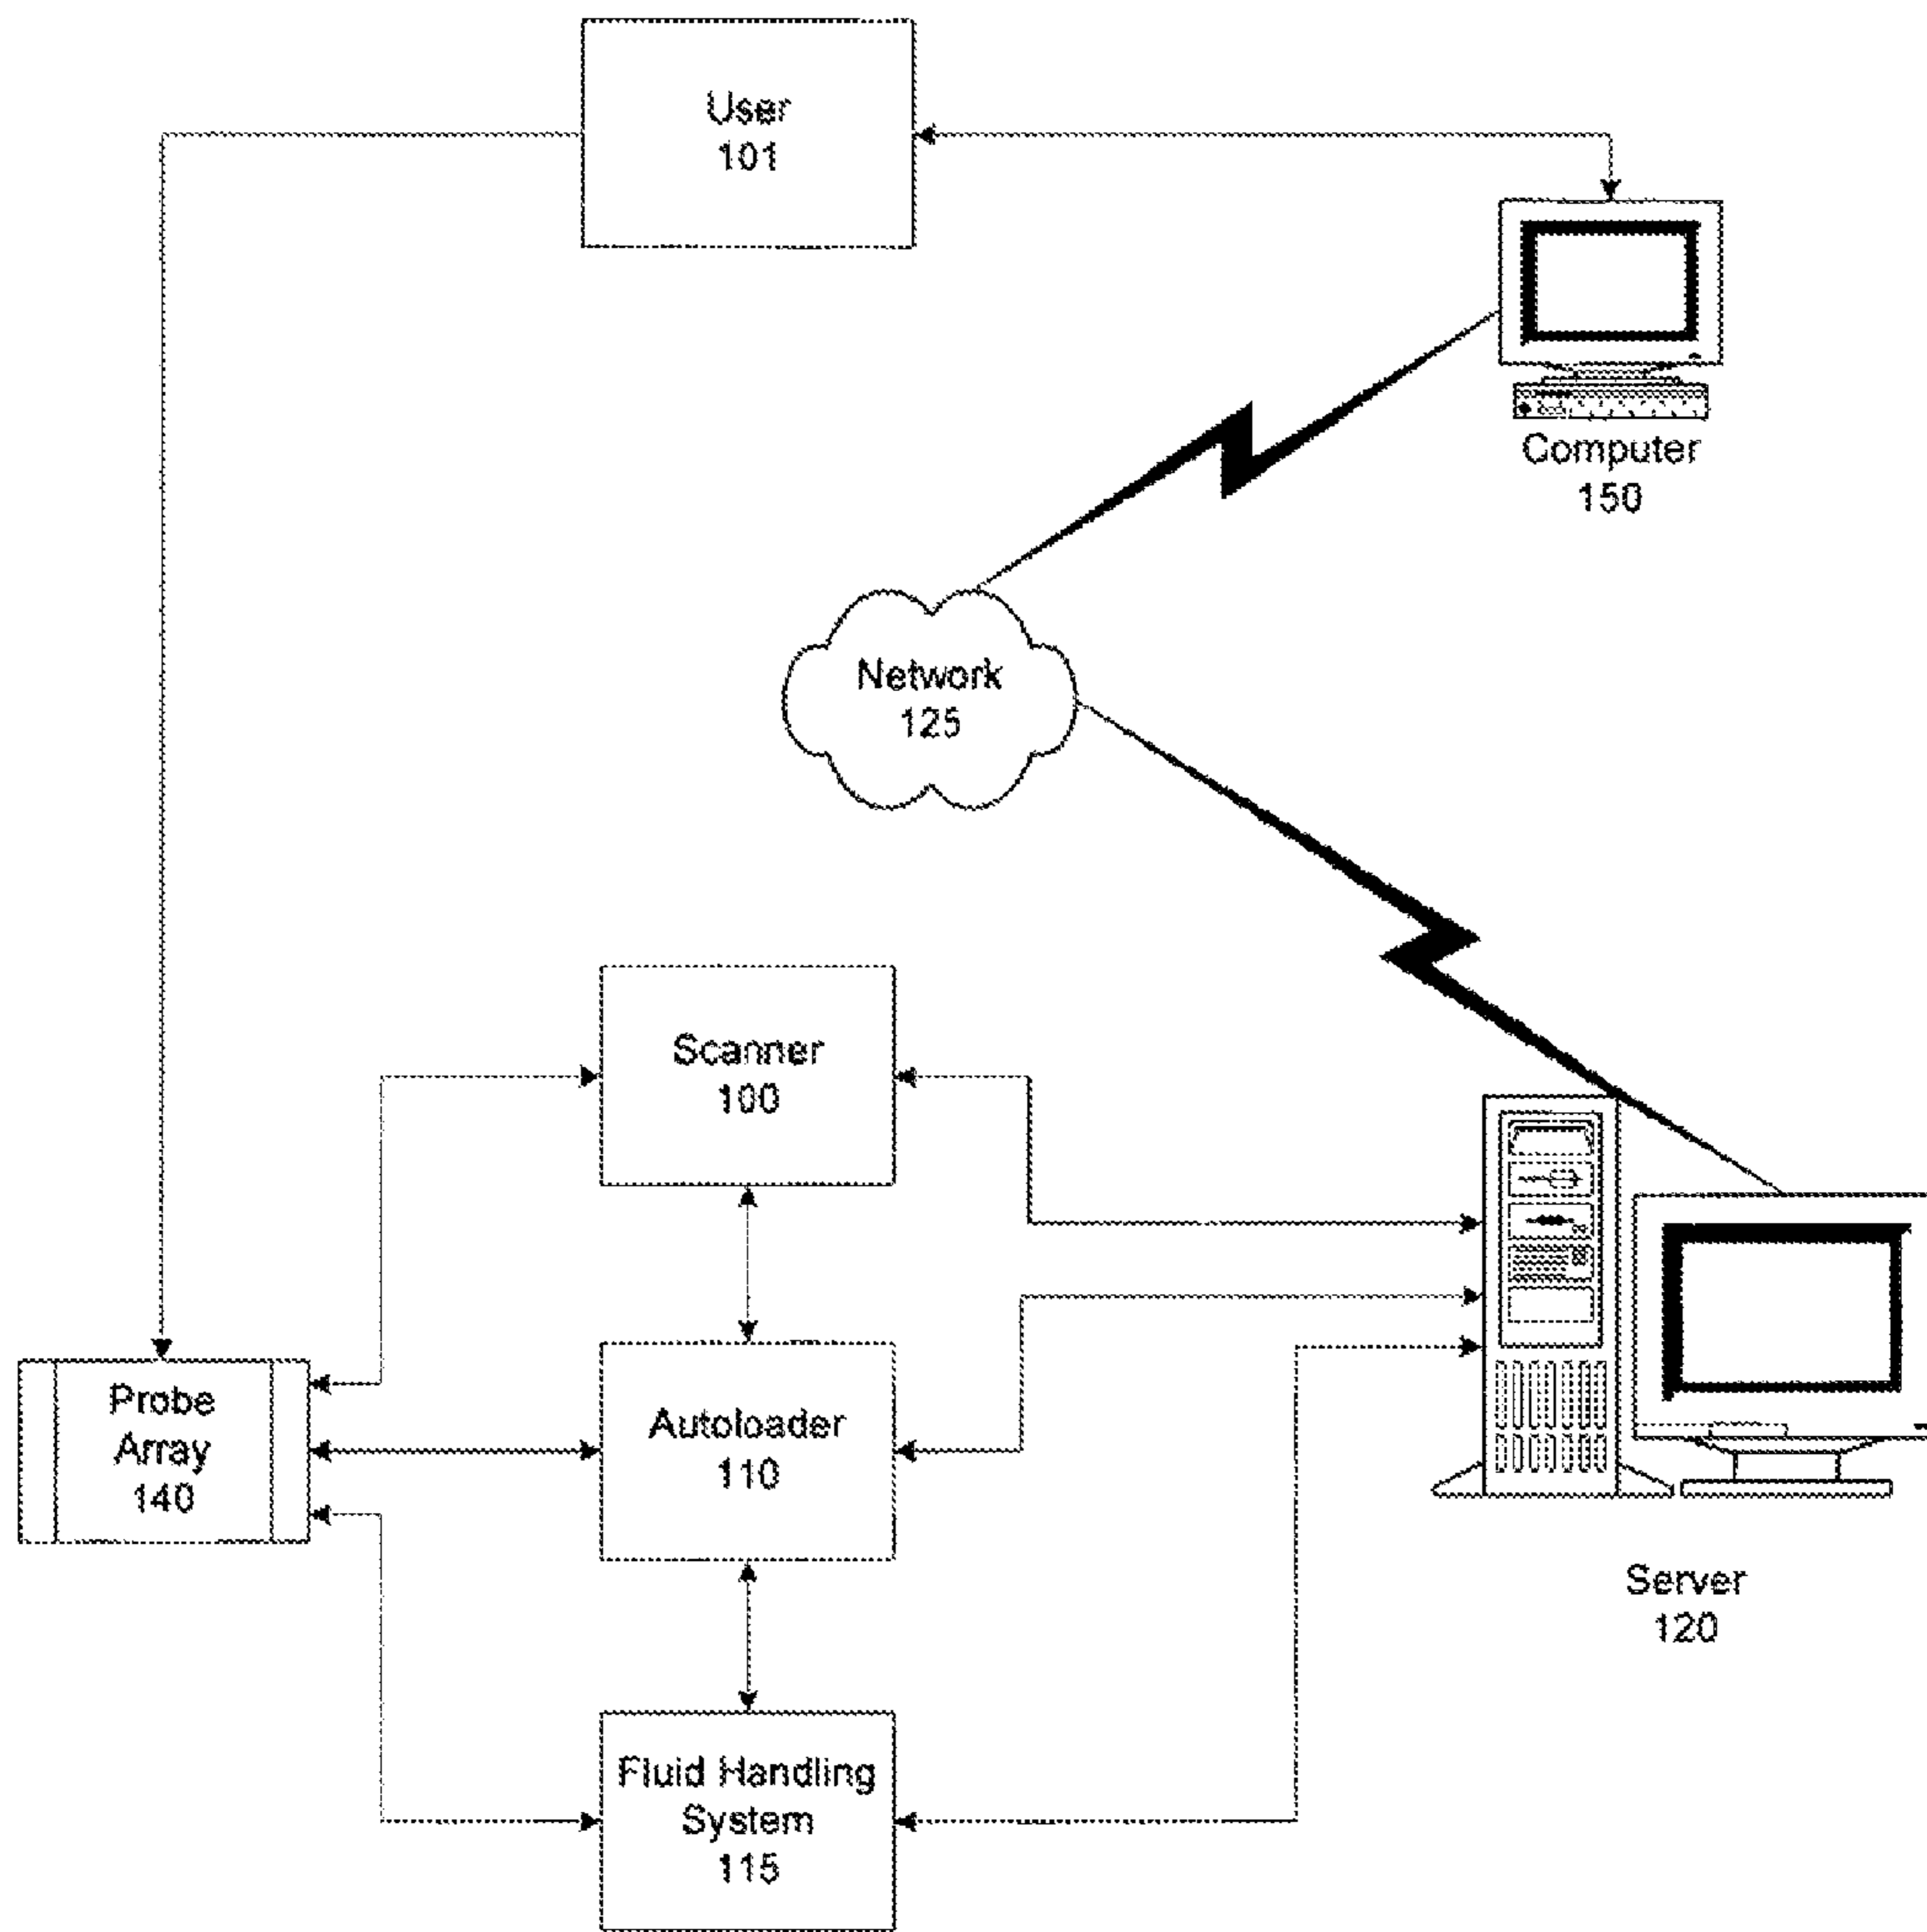 User
101
Computer
150
Network
125
Scanner
100
Probe
Array
140
Autoloader
110
Server
120
Fluid Handling
System
115